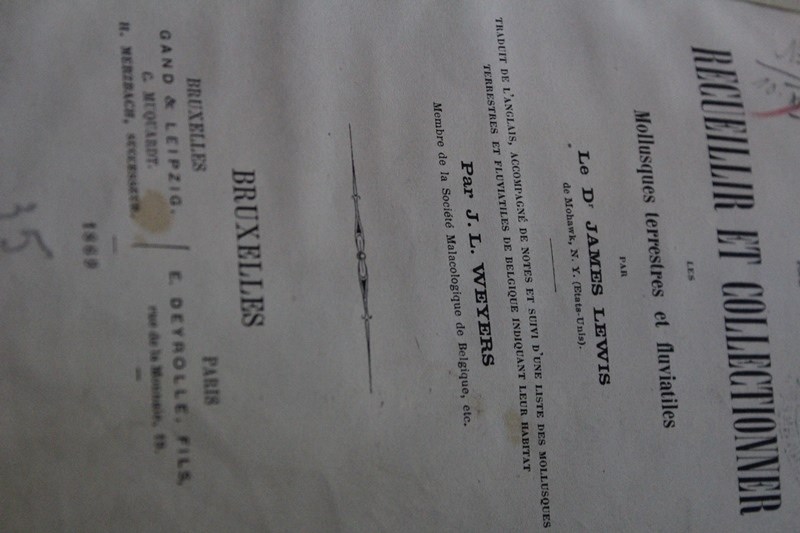 RECUEILLIR ET COLLECTIONNER
LES
Mollusques terrestres et fluviatiles
PAR
Le Dr JAMES LEWIS
de Mohawk, N. Y. (Etats-Unis).
TRADUIT DE L'ANGLAIS, ACCOMPAGNÉ DE NOTES ET SUIVI D'UNE LISTE DES MOLLUSQUES
TERRESTRES ET FLUVIATILES DE BELGIQUE INDIQUANT LEUR HABITAT
Par J. L. WEYERS
Membre de la Société Malacologique de Belgique, etc.
BRUXELLES
BRUXELLES
GAND & LEIPZIG.
C. MUQUARDT.
H. MERZBACH, SUCCESSEUR.
PARIS
E. DEYROLLE, FILS,
rue de la Monnaie, 19.
1869
35